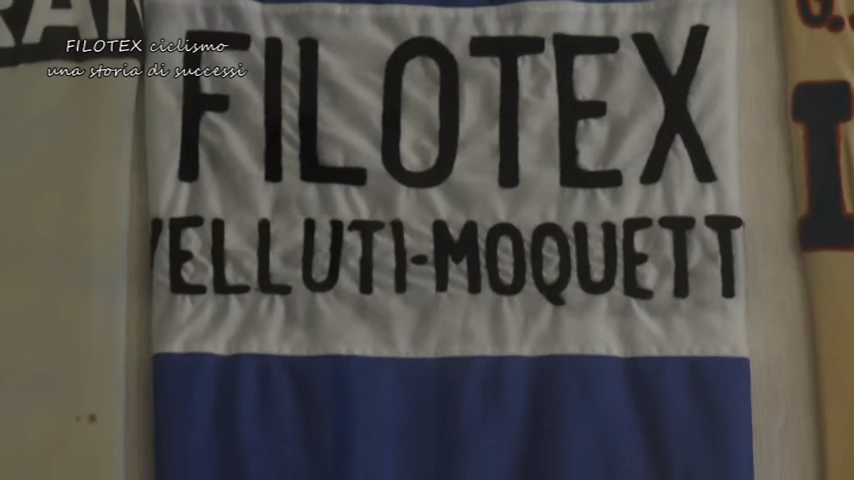 FILOTEX ciclismo
una storia di successi
FILOTEX
VELLUTI-MOQUETT